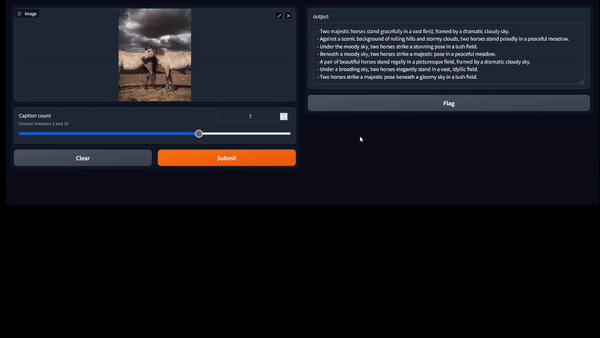 Image
Caption count
Choose between 1 and 10
7
Clear
Submit
output
- Two majestic horses stand gracefully in a vast field, framed by a dramatic cloudy sky.
- Against a scenic background of rolling hills and stormy clouds, two horses stand proudly in a peaceful meadow.
- Under the moody sky, two horses strike a stunning pose in a lush field.
- Beneath a moody sky, two horses strike a majestic pose in a peaceful meadow.
- A pair of beautiful horses stand regally in a picturesque field, framed by a dramatic cloudy sky.
- Under a brooding sky, two horses elegantly stand in a vast, idyllic field.
- Two horses strike a majestic pose beneath a gloomy sky in a lush field.
Flag